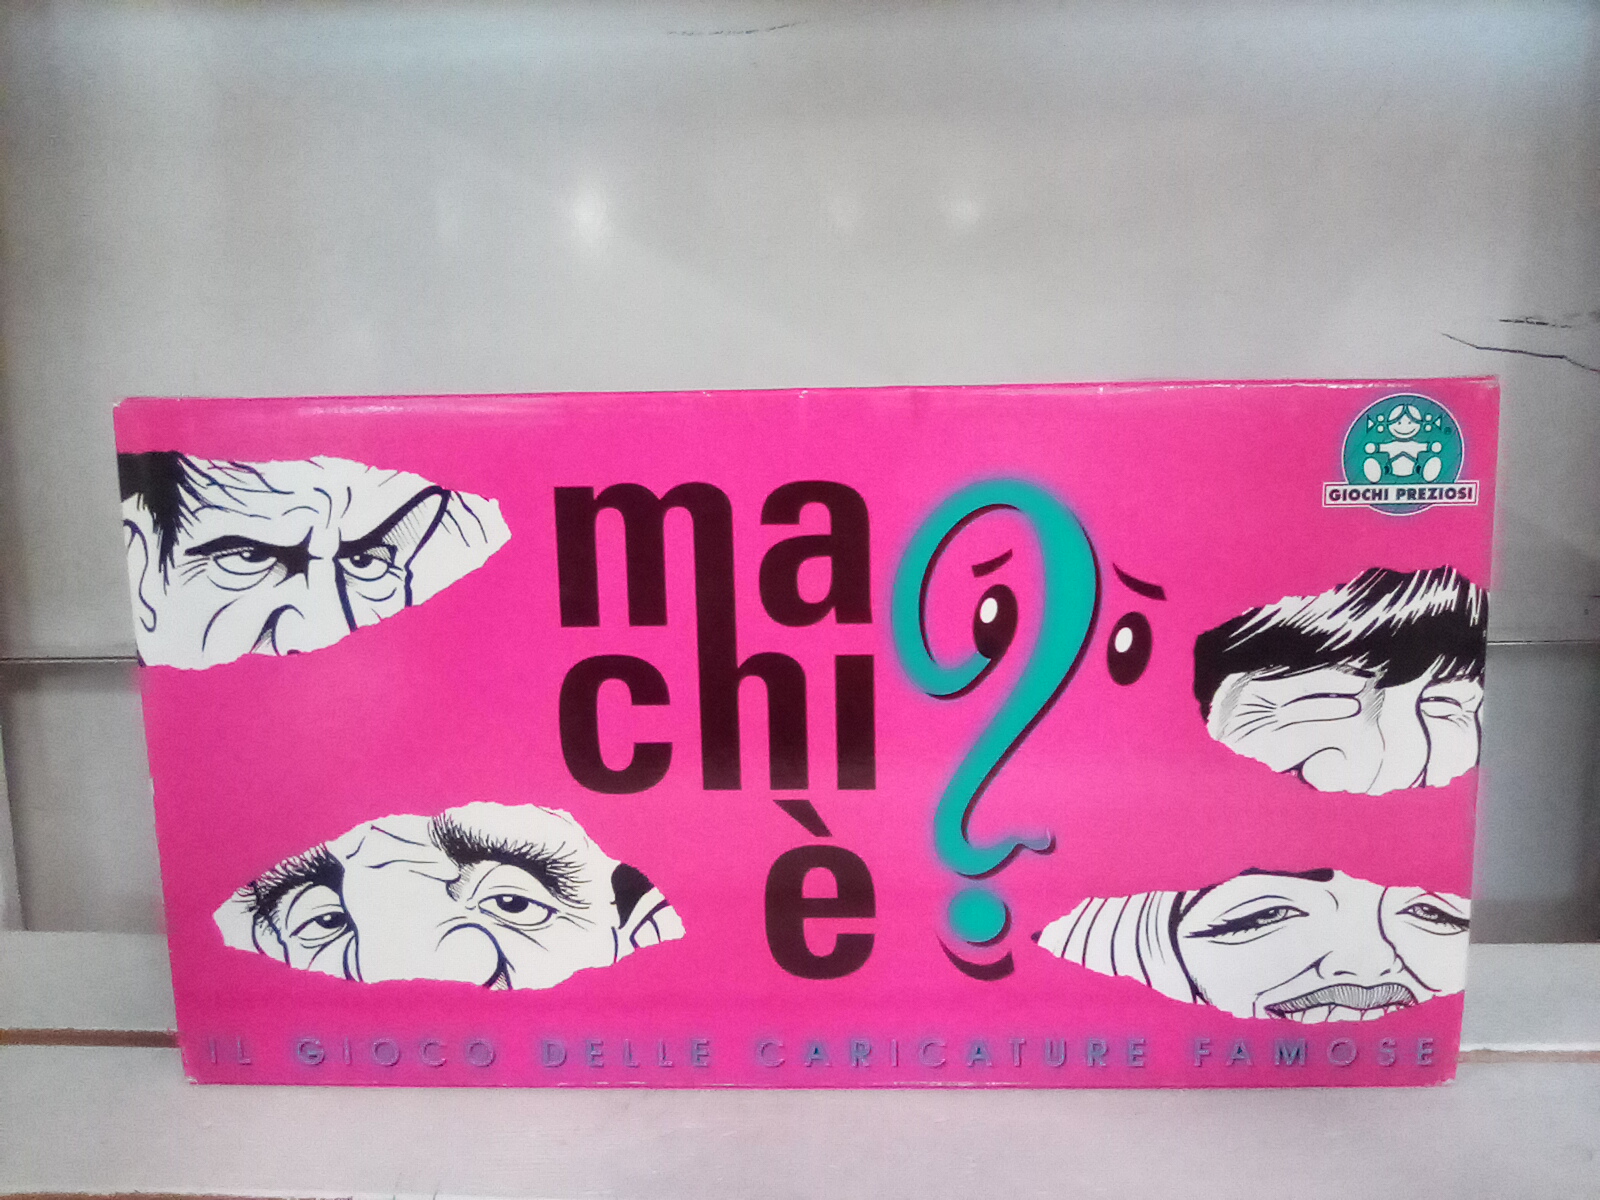 GIOCHI PREZIOSI
ma
chi
è?
IL GIOCO DELLE CARICATURE FAMOSE